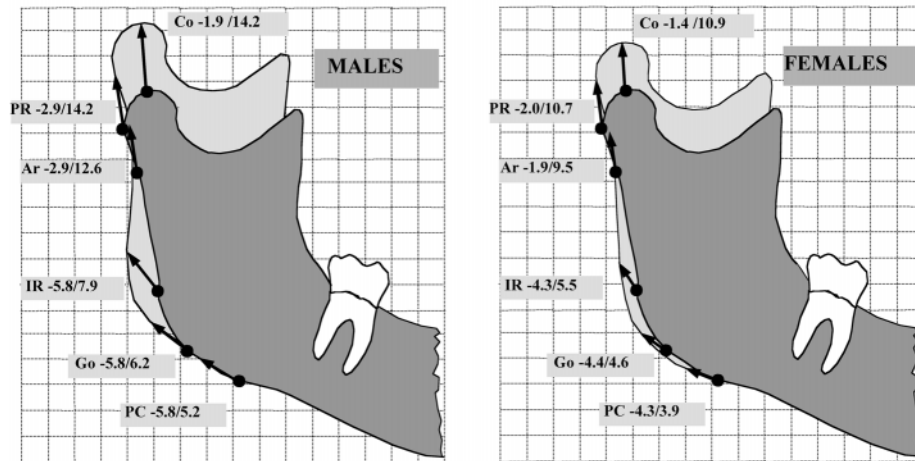 Co -1.9 /14.2
MALES
PR -2.9/14.2
Ar -2.9/12.6
IR -5.8/7.9
Go -5.8/6.2
PC -5.8/5.2
Co -1.4 /10.9
FEMALES
PR -2.0/10.7
Ar -1.9/9.5
IR -4.3/5.5
Go -4.4/4.6
PC -4.3/3.9